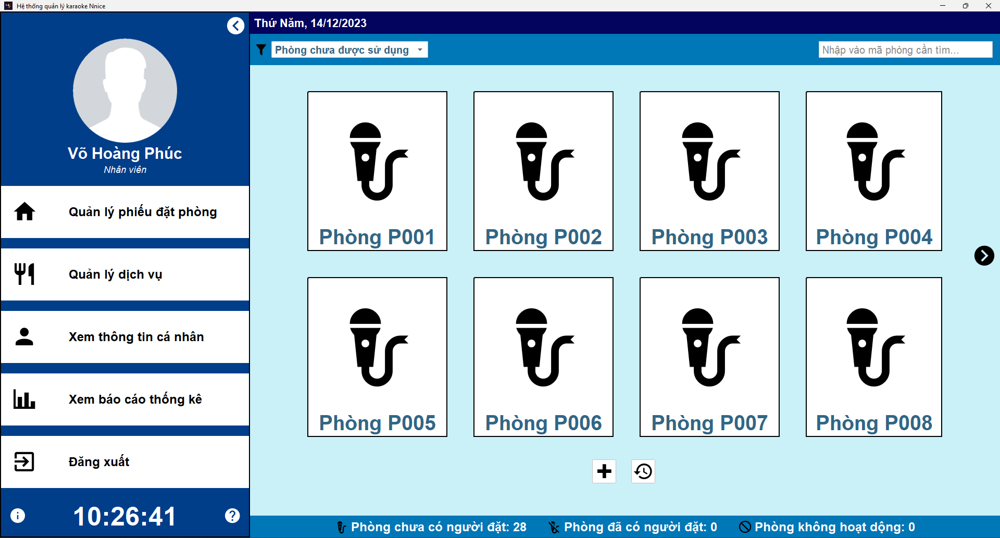 Hệ thống quản lý karaoke Nnice
Thứ Năm, 14/12/2023
Phòng chưa được sử dụng
Nhập vào mã phòng cần tìm...
Võ Hoàng Phúc
Nhân viên
Quản lý phiếu đặt phòng
Quản lý dịch vụ
Xem thông tin cá nhân
Xem báo cáo thống kê
Đăng xuất
10:26:41
Phòng P001
Phòng P002
Phòng P003
Phòng P004
Phòng P005
Phòng P006
Phòng P007
Phòng P008
Phòng chưa có người đặt: 28
Phòng đã có người đặt: 0
Phòng không hoạt dộng: 0